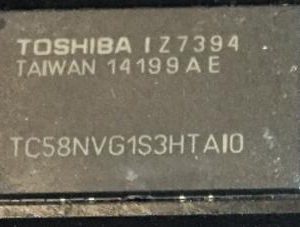 TOSHIBA IZ7394
TAIWAN 14199AE
TC58NVG1S3HTAI0